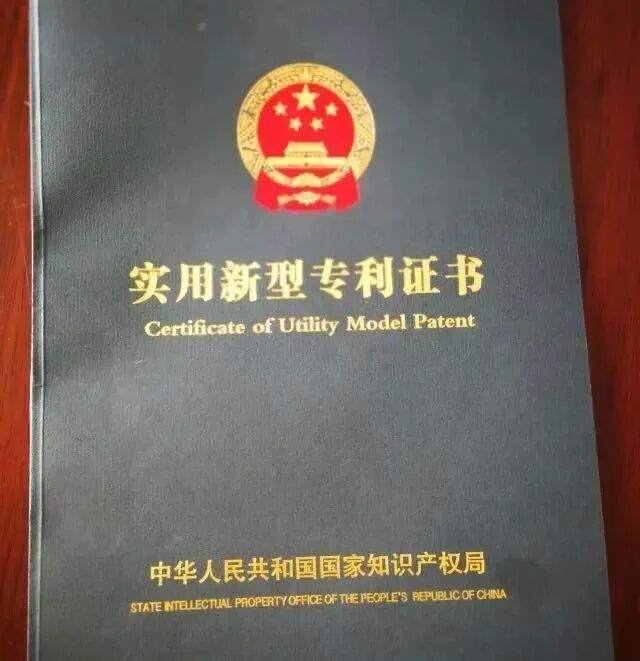 实用新型专利证书
Certificate of Utility Model Patent
中华人民共和国国家知识产权局
STATE INTELLECTUAL PROPERTY OFFICE OF THE PEOPLE'S REPUBLIC OF CHINA